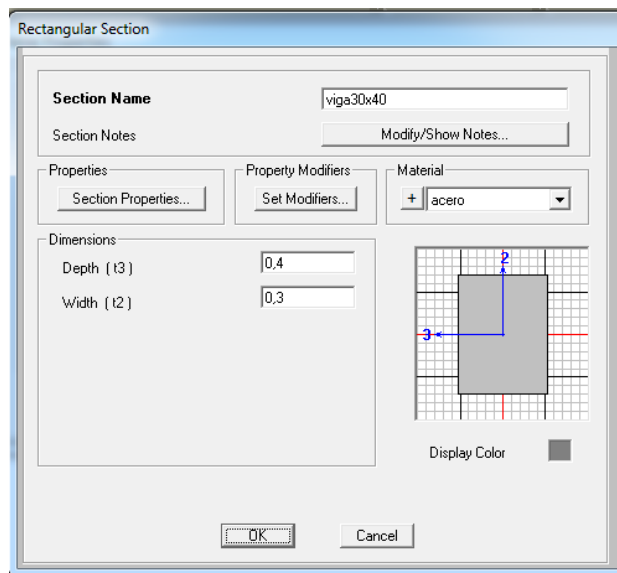 Rectangular Section
Section Name
viga30x40
Section Notes
Modify/Show Notes...
Properties
Section Properties...
Property Modifiers
Set Modifiers...
Material
+
acero
Dimensions
Depth ( t3 )
0,4
Width ( t2 )
0,3
2
3
Display Color
OK
Cancel